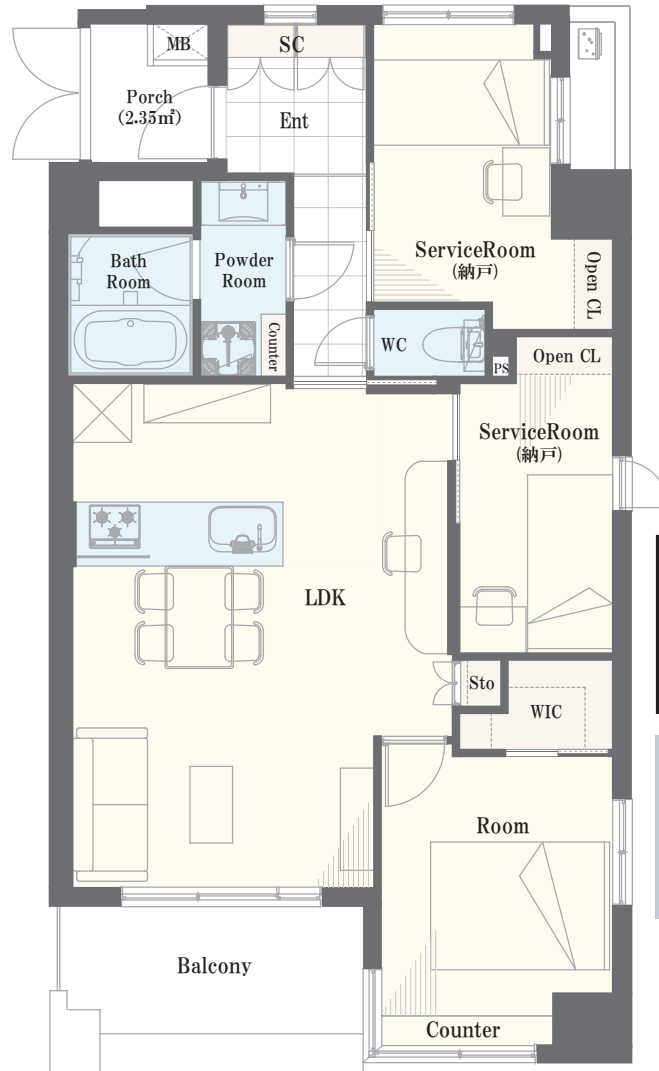 MB
SC
Porch
(2.35㎡)
Ent
ServiceRoom
(納戸)
Open CL
Bath
Room
Powder
Room
Counter
WC
PS
Open CL
ServiceRoom
(納戸)
LDK
Sto
WIC
Room
Balcony
Counter